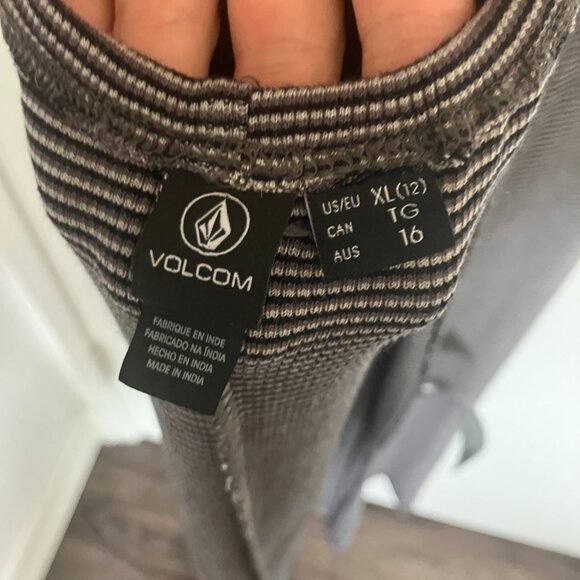 VOLCOM
FABRIQUE EN INDE
FABRICADO NA ÍNDIA
HECHO EN INDIA
MADE IN INDIA
US/EU XL(12)
CAN TG
AUS 16